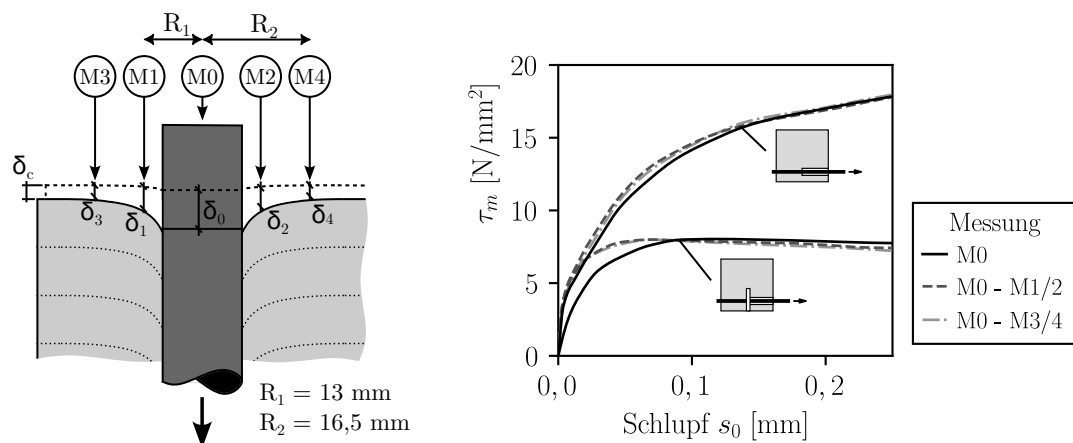 R₁ R₂
M3 M1 M0 M2 M4
δc
δ₃ δ₁ δ₀ δ₂ δ₄
R₁ = 13 mm
R₂ = 16,5 mm
τm [N/mm²]
20
15
10
5
0
0,0 0,1 0,2
Schlupf s₀ [mm]
Messung
M0
M0 - M1/2
M0 - M3/4